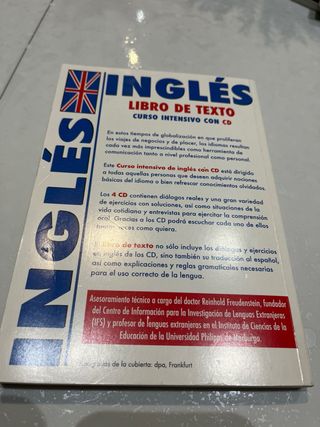 INGLÉS
INGLÉS
LIBRO DE TEXTO
CURSO INTENSIVO CON CD
En estos tiempos de globalización en que proliferan
los viajes de negocios y de placer, los idiomas resultan
cada vez más imprescindibles como herramienta de
comunicación tanto a nivel profesional como personal.
Este Curso intensivo de inglés con CD está dirigido
a todas aquellas personas que deseen adquirir nociones
básicas del idioma o bien refrescar conocimientos olvidados.
Los 4 CD contienen diálogos reales y una gran variedad
de ejercicios con soluciones, así como situaciones de la
vida cotidiana y entrevistas para ejercitar la comprensión
oral. Gracias a los CD podrá escuchar cada uno de ellos
como quiera.
libro de texto no sólo incluye los diálogos y ejercicios
en inglés de las CD, sino también su traducción al español,
así como explicaciones y reglas gramaticales necesarias
para el uso correcto de la lengua.
Asesoramiento técnico a cargo del doctor Reinhold Freudenstein, fundador
del Centro de Información para la Investigación de Lenguas Extranjeras
(IFS) y profesor de lenguas extranjeras en el Instituto de Ciencias de la
Educación de la Universidad Philipps de Marburgo.
de la cubierta: dpa, Frankfurt